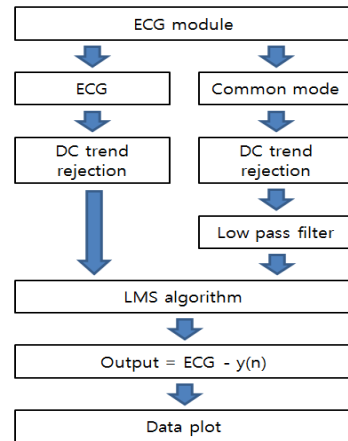 ECG module
ECG
Common mode
DC trend
rejection
DC trend
rejection
Low pass filter
LMS algorithm
Output = ECG - y(n)
Data plot